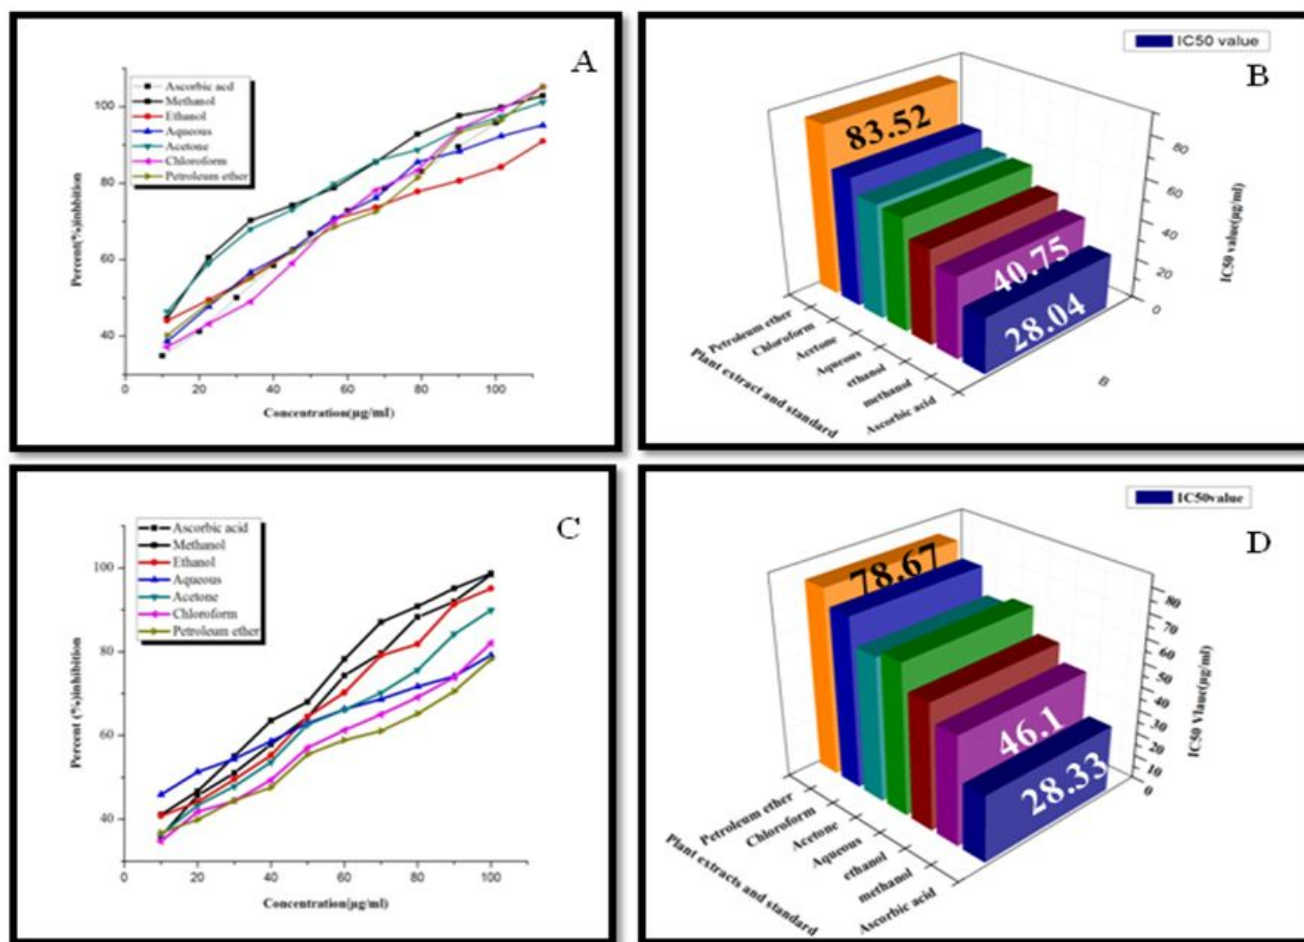 A
Ascorbic acd
Methanol
Ethanol
Aqueous
Acetone
Chloroform
Petroleum ether
100
80
60
40
0 20 40 60 80 100
Percent(%)inhbition
Concentration(µg/ml)
B
IC50 value
83.52
40.75
28.04
80
60
40
20
0
IC50 value(µg/ml)
Petroleum ether
Chloroform
Acetone
Aqueous
ethanol
methanol
Ascorbic acid
Plant extract and standard
B
C
Ascorbic acid
Methanol
Ethanol
Aqueous
Acetone
Chloroform
Petroleum ether
100
80
60
40
0 20 40 60 80 100
Percent (%)inhibition
Concentration(µg/ml)
D
IC50value
78.67
46.1
28.33
80
70
60
50
40
30
20
10
0
IC50 Vlaue(µg/ml)
Petroleum ether
Chloroform
Acetone
Aqueous
ethanol
methanol
Ascorbic acid
Plant extracts and standard